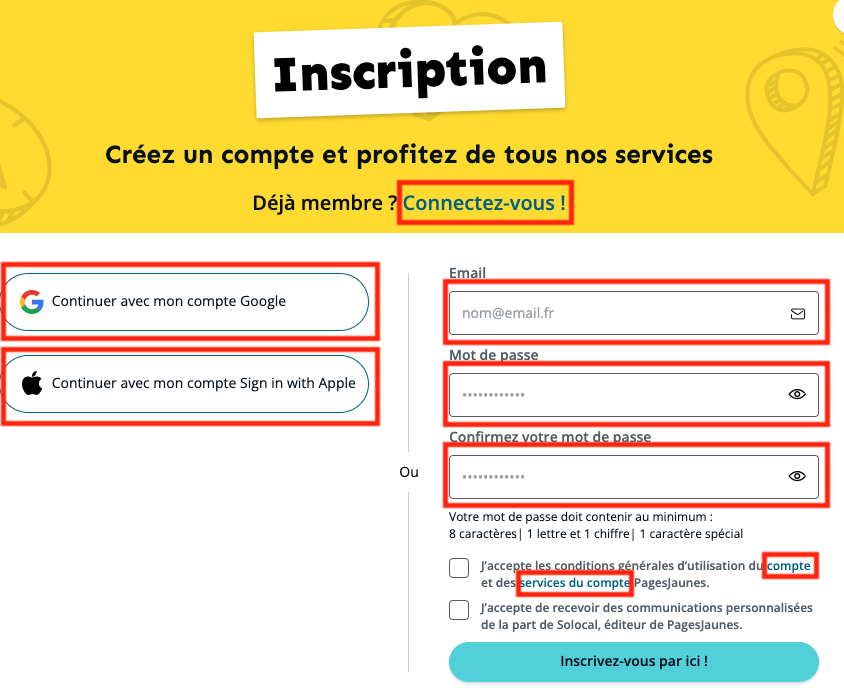 Inscription
Créez un compte et profitez de tous nos services
Déjà membre ? Connectez-vous !
Continuer avec mon compte Google
Continuer avec mon compte Sign in with Apple
Ou
Email
nom@email.fr
Mot de passe
••••••••••••
Confirmez votre mot de passe
••••••••••••
Votre mot de passe doit contenir au minimum :
8 caractères| 1 lettre et 1 chiffre| 1 caractère spécial
J’accepte les conditions générales d’utilisation du compte
et des services du compte PagesJaunes.
J’accepte de recevoir des communications personnalisées
de la part de Solocal, éditeur de PagesJaunes.
Inscrivez-vous par ici !